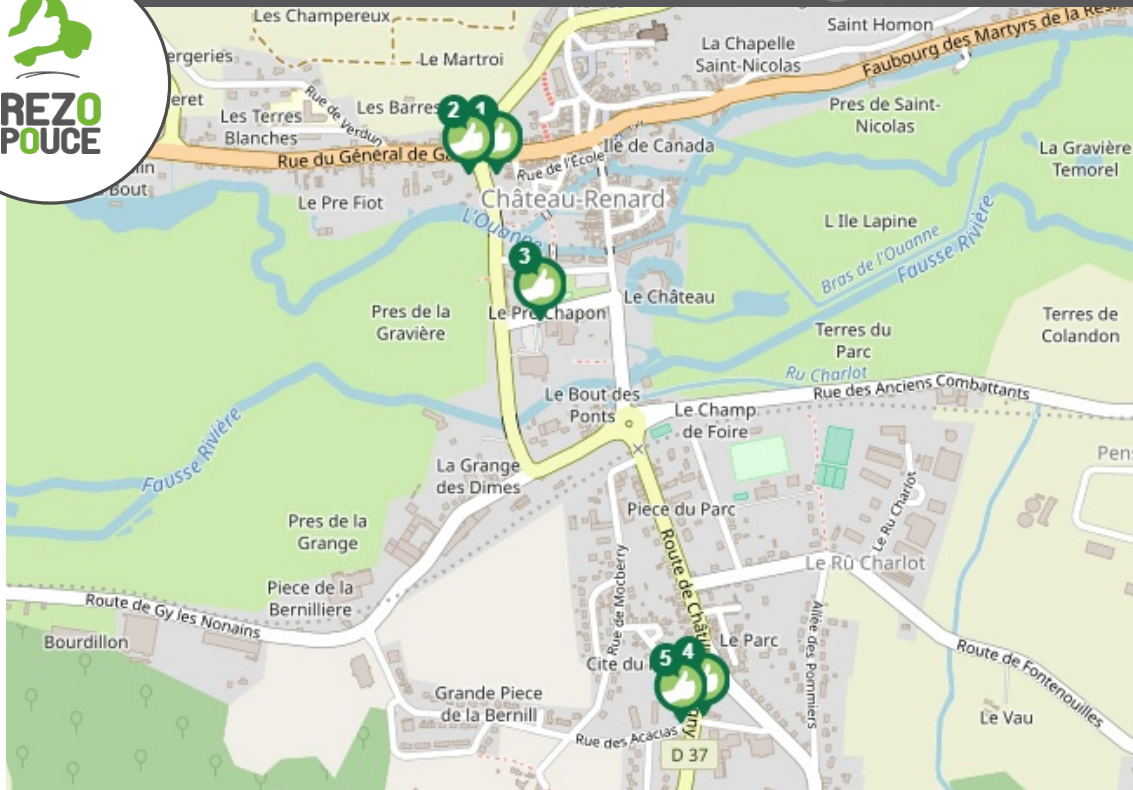 REZO
POUCE
Les Champereux
Saint Homon
Le Martroi
La Chapelle
Saint-Nicolas
Faubourg des Martyrs de la
Les Terres
Blanches
Rue de Verdun
Les Barres
2
1
Pres de Saint-
Nicolas
La Gravière
Temorel
Rue du Général de
Rue de l'École
Ile de Canada
Bout
Le Pre Fiot
Château-Renard
L'Ouanne
L Ile Lapine
Bras de l'Ouanne
Fausse Rivière
3
Le Château
Pres de la
Gravière
Le Pré Chapon
Terres du
Parc
Terres de
Colandon
Ru Charlot
Rue des Anciens Combattants
Le Bout des
Ponts
Le Champ
de Foire
Fausse Rivière
La Grange
des Dimes
Pres de la
Grange
Piece du Parc
Le Ru Charlot
Le Rû Charlot
Route de
Rue de Mocberry
Piece de la
Bernilliere
Route de Gy les Nonains
Bourdillon
Allée des Pommiers
Le Parc
Route de Fontenouilles
Cite du
5
4
Grande Piece
de la Bernill
Rue des Acacias
Le Vau
D 37